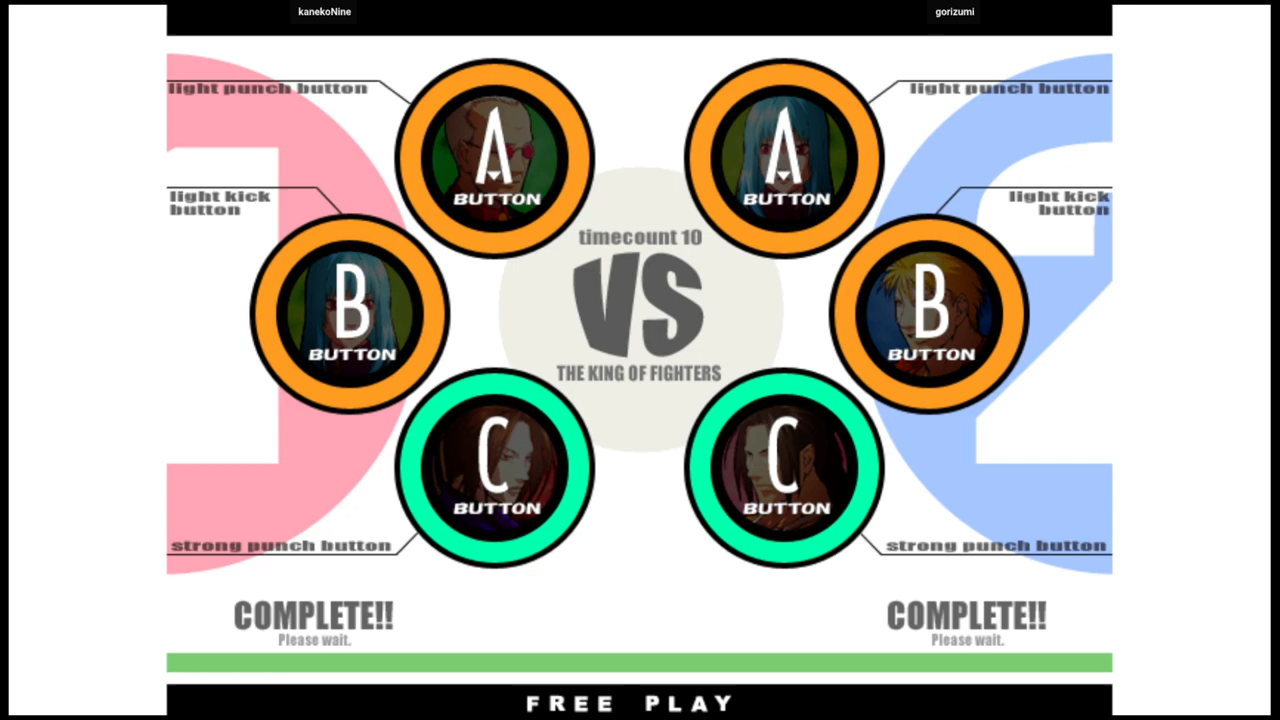 kanekoNine
gorizumi
light punch button
light punch button
A
BUTTON
A
BUTTON
light kick
button
light kick
button
timecount 10
VS
THE KING OF FIGHTERS
B
BUTTON
B
BUTTON
C
BUTTON
C
BUTTON
strong punch button
strong punch button
COMPLETE!!
Please wait.
COMPLETE!!
Please wait.
1
2
FREE PLAY